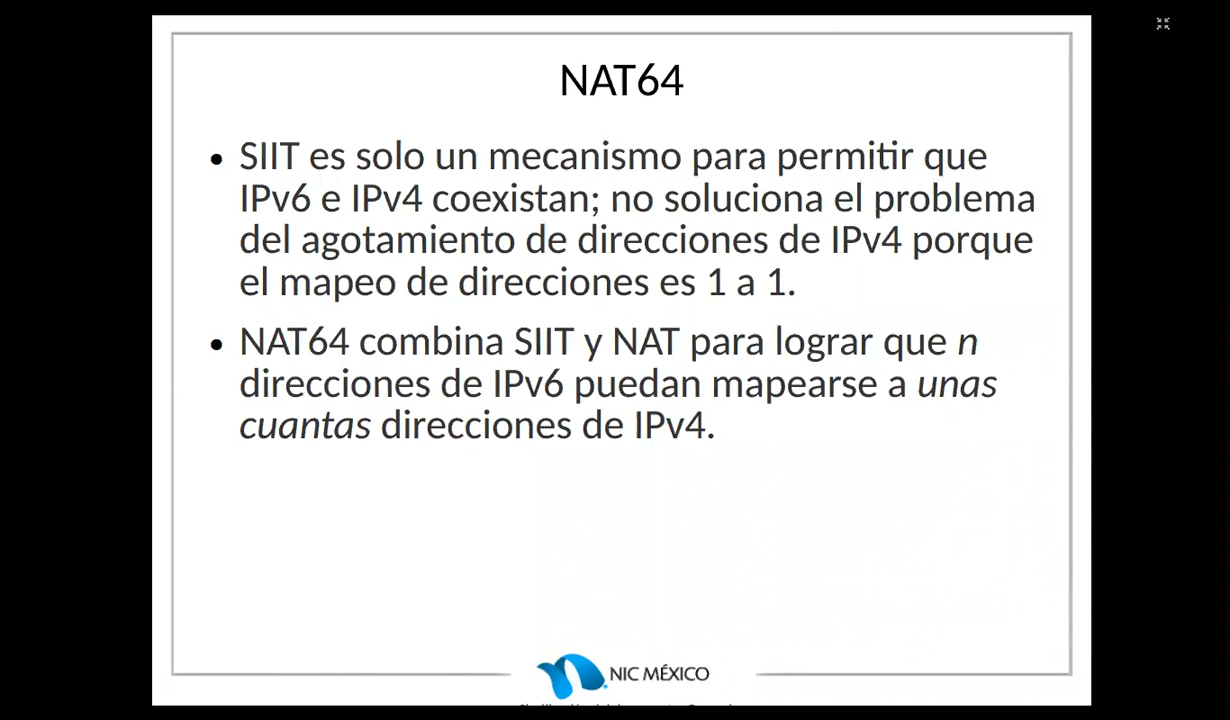 NAT64
• SIIT es solo un mecanismo para permitir que
IPv6 e IPv4 coexistan; no soluciona el problema
del agotamiento de direcciones de IPv4 porque
el mapeo de direcciones es 1 a 1.
• NAT64 combina SIIT y NAT para lograr que n
direcciones de IPv6 puedan mapearse a unas
cuantas direcciones de IPv4.
NIC MÉXICO